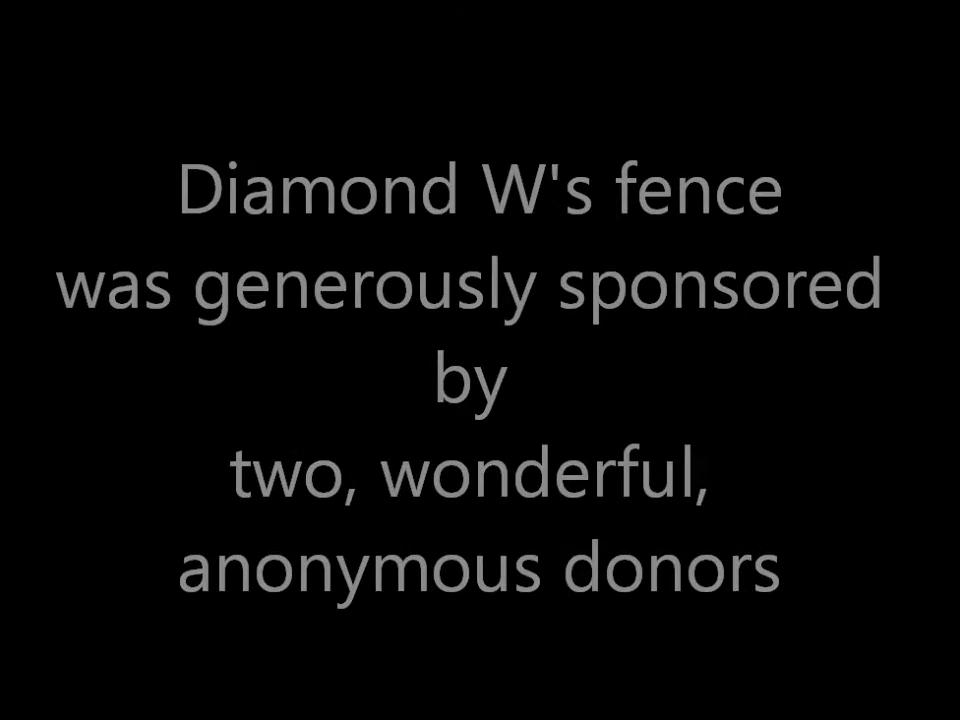 Diamond W's fence
was generously sponsored
by
two, wonderful,
anonymous donors